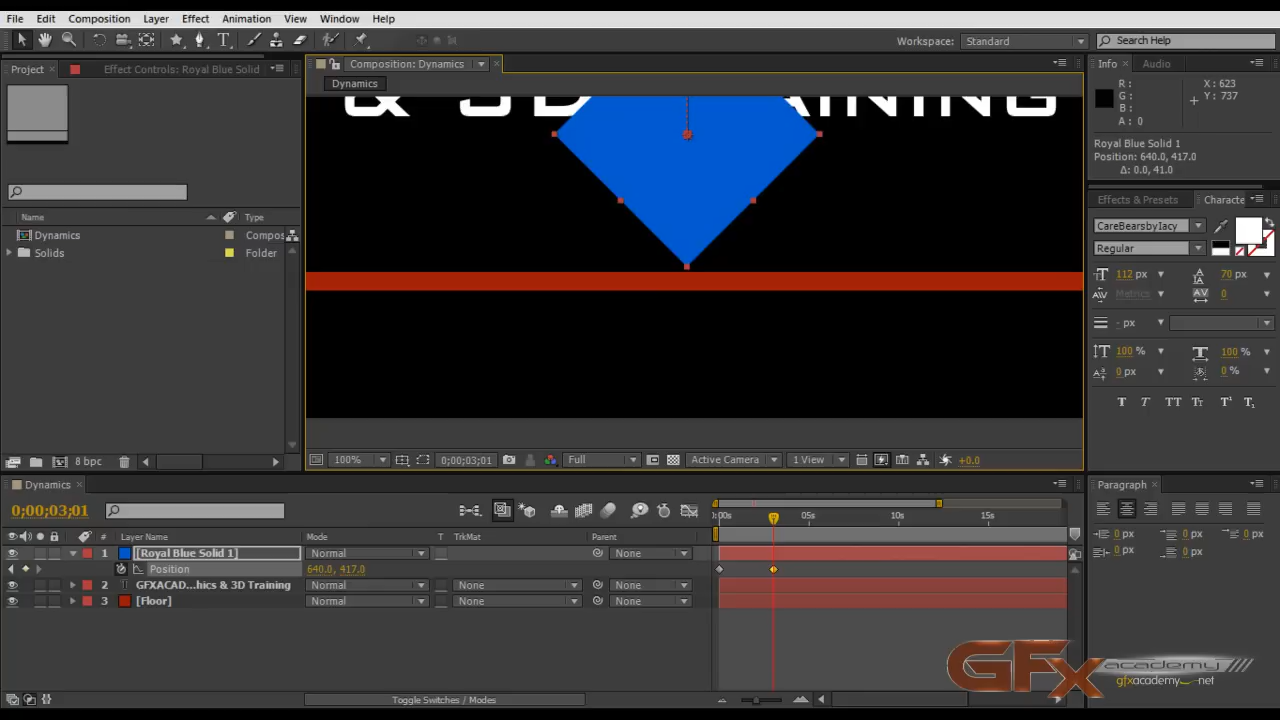 File Edit Composition Layer Effect Animation View Window Help
Workspace: Standard Search Help
Project Effect Controls: Royal Blue Solid
Composition: Dynamics
Info Audio
Dynamics
& 3D TRAINING
R:
G:
B:
A: 0
X: 623
Y: 737
Royal Blue Solid 1
Position: 640.0, 417.0
Δ: 0.0, 41.0
Effects & Presets Characte
CareBearsbyIacy
Regular
112 px 70 px
Metrics 0
- px
100 % 100 %
0 px 0 %
T T TT Tt T¹ T₁
Name Type
Dynamics Compos
Solids Folder
8 bpc
100% 0;00;03;01 Full Active Camera 1 View +0.0
Dynamics
0;00;03;01
:00s 05s 10s 15s
# Layer Name Mode T TrkMat Parent
1 [Royal Blue Solid 1] Normal None
Position 640.0, 417.0
2 GFXACAD...hics & 3D Training Normal None None
3 [Floor] Normal None None
Toggle Switches / Modes
Paragraph
0 px 0 px 0 px
0 px 0 px
GFx academy
gfxacademy.net